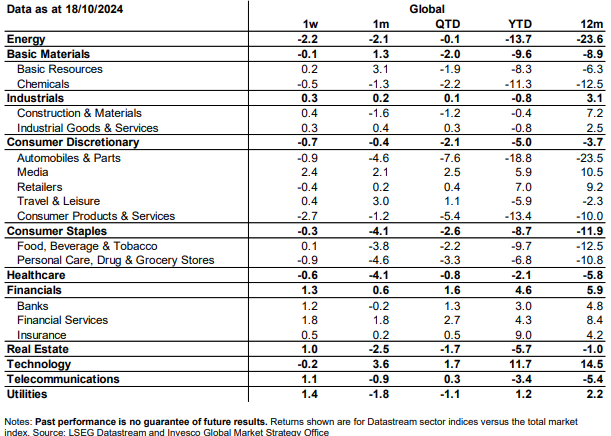 Data as at 18/10/2024 Global
1w 1m QTD YTD 12m
Energy -2.2 -2.1 -0.1 -13.7 -23.6
Basic Materials -0.1 1.3 -2.0 -9.6 -8.9
Basic Resources 0.2 3.1 -1.9 -8.3 -6.3
Chemicals -0.5 -1.3 -2.2 -11.3 -12.5
Industrials 0.3 0.2 0.1 -0.8 3.1
Construction & Materials 0.4 -1.6 -1.2 -0.4 7.2
Industrial Goods & Services 0.3 0.4 0.3 -0.8 2.5
Consumer Discretionary -0.7 -0.4 -2.1 -5.0 -3.7
Automobiles & Parts -0.9 -4.6 -7.6 -18.8 -23.5
Media 2.4 2.1 2.5 5.9 10.5
Retailers -0.4 0.2 0.4 7.0 9.2
Travel & Leisure 0.4 3.0 1.1 -5.9 -2.3
Consumer Products & Services -2.7 -1.2 -5.4 -13.4 -10.0
Consumer Staples -0.3 -4.1 -2.6 -8.7 -11.9
Food, Beverage & Tobacco 0.1 -3.8 -2.2 -9.7 -12.5
Personal Care, Drug & Grocery Stores -0.9 -4.6 -3.3 -6.8 -10.8
Healthcare -0.6 -4.1 -0.8 -2.1 -5.8
Financials 1.3 0.6 1.6 4.6 5.9
Banks 1.2 -0.2 1.3 3.0 4.8
Financial Services 1.8 1.8 2.7 4.3 8.4
Insurance 0.5 0.2 0.5 9.0 4.2
Real Estate 1.0 -2.5 -1.7 -5.7 -1.0
Technology -0.2 3.6 1.7 11.7 14.5
Telecommunications 1.1 -0.9 0.3 -3.4 -5.4
Utilities 1.4 -1.8 -1.1 1.2 2.2
Notes: Past performance is no guarantee of future results. Returns shown are for Datastream sector indices versus the total market
index. Source: LSEG Datastream and Invesco Global Market Strategy Office